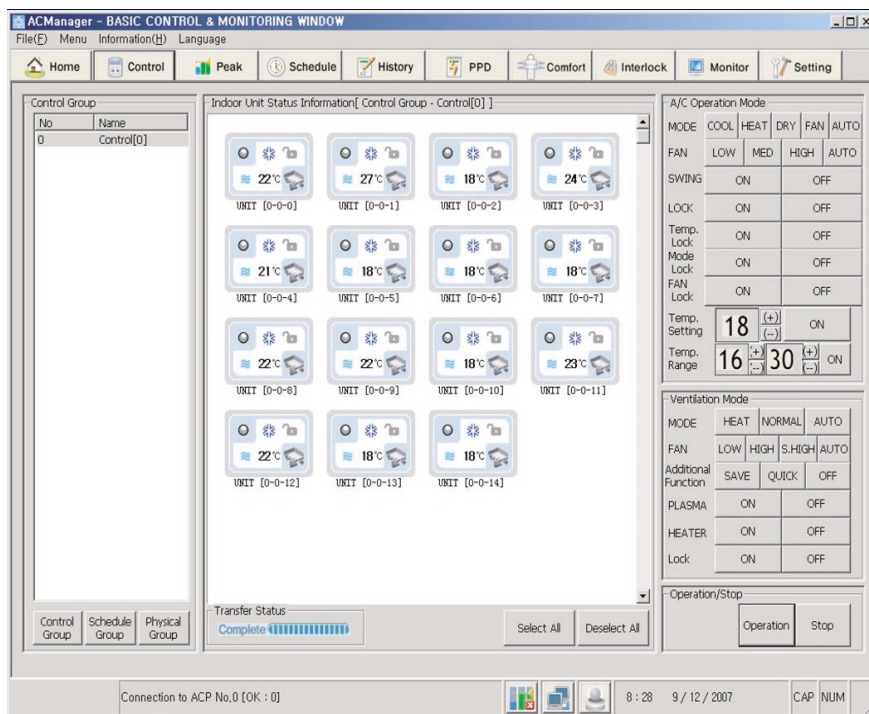 ACManager - BASIC CONTROL & MONITORING WINDOW
File(F) Menu Information(H) Language
Home Control Peak Schedule History PPD Comfort Interlock Monitor Setting
Control Group
No Name
0 Control[0]
Control Group
Schedule Group
Physical Group
Indoor Unit Status Information[ Control Group - Control[0] ]
22℃ 27℃ 18℃ 24℃
UNIT [0-0-0] UNIT [0-0-1] UNIT [0-0-2] UNIT [0-0-3]
21℃ 18℃ 18℃ 18℃
UNIT [0-0-4] UNIT [0-0-5] UNIT [0-0-6] UNIT [0-0-7]
22℃ 22℃ 18℃ 23℃
UNIT [0-0-8] UNIT [0-0-9] UNIT [0-0-10] UNIT [0-0-11]
22℃ 18℃ 18℃
UNIT [0-0-12] UNIT [0-0-13] UNIT [0-0-14]
Transfer Status
Complete
Select All Deselect All
A/C Operation Mode
MODE COOL HEAT DRY FAN AUTO
FAN LOW MED HIGH AUTO
SWING ON OFF
LOCK ON OFF
Temp. Lock ON OFF
Mode Lock ON OFF
FAN Lock ON OFF
Temp. Setting 18 (+) (--) ON
Temp. Range 16 (+) (--) 30 (+) (--) ON
Ventilation Mode
MODE HEAT NORMAL AUTO
FAN LOW HIGH S.HIGH AUTO
Additional Function SAVE QUICK OFF
PLASMA ON OFF
HEATER ON OFF
Lock ON OFF
Operation/Stop
Operation Stop
Connection to ACP No,0 [OK : 0] 8 : 28 9 / 12 / 2007 CAP NUM